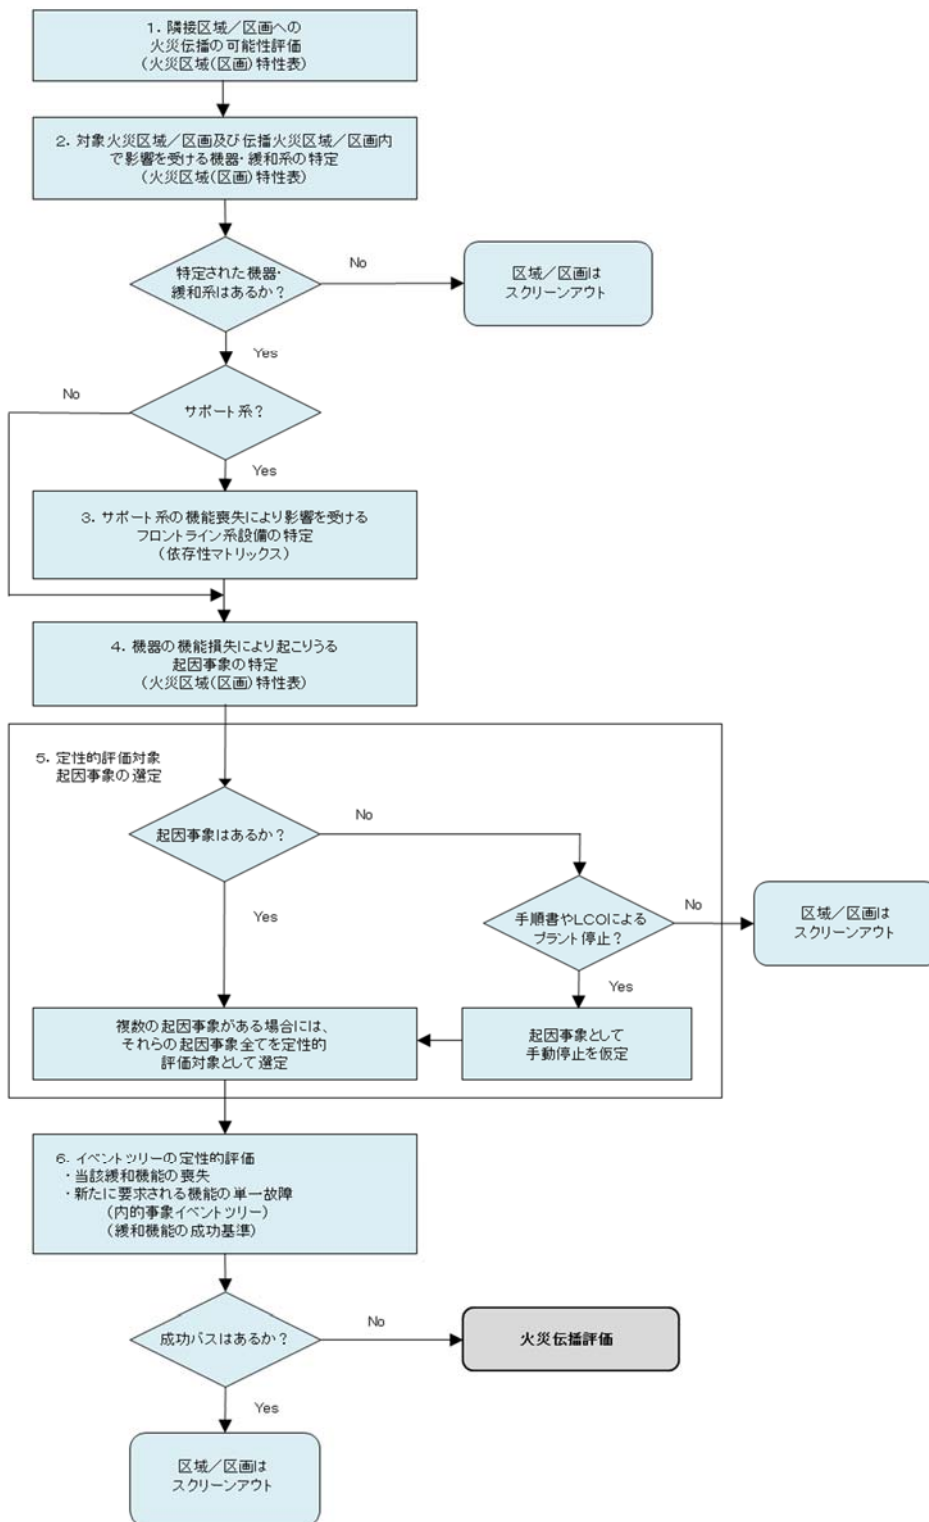 1．隣接区域／区画への
火災伝播の可能性評価
(火災区域(区画)特性表)
2．対象火災区域／区画及び伝播火災区域／区画内
で影響を受ける機器・緩和系の特定
(火災区域(区画)特性表)
特定された機器・
緩和系はあるか？
No
区域／区画は
スクリーンアウト
Yes
No
サポート系？
Yes
3．サポート系の機能喪失により影響を受ける
フロントライン系設備の特定
(依存性マトリックス)
4．機器の機能損失により起こりうる
起因事象の特定
(火災区域(区画)特性表)
5．定性的評価対象
起因事象の選定
起因事象はあるか？
No
手順書やLCOによる
プラント停止？
No
区域／区画は
スクリーンアウト
Yes
Yes
複数の起因事象がある場合には、
それらの起因事象全てを定性的
評価対象として選定
起因事象として
手動停止を仮定
6．イベントツリーの定性的評価
・当該緩和機能の喪失
・新たに要求される機能の単一故障
(内的事象イベントツリー)
(緩和機能の成功基準)
成功パスはあるか？
No
火災伝播評価
Yes
区域／区画は
スクリーンアウト